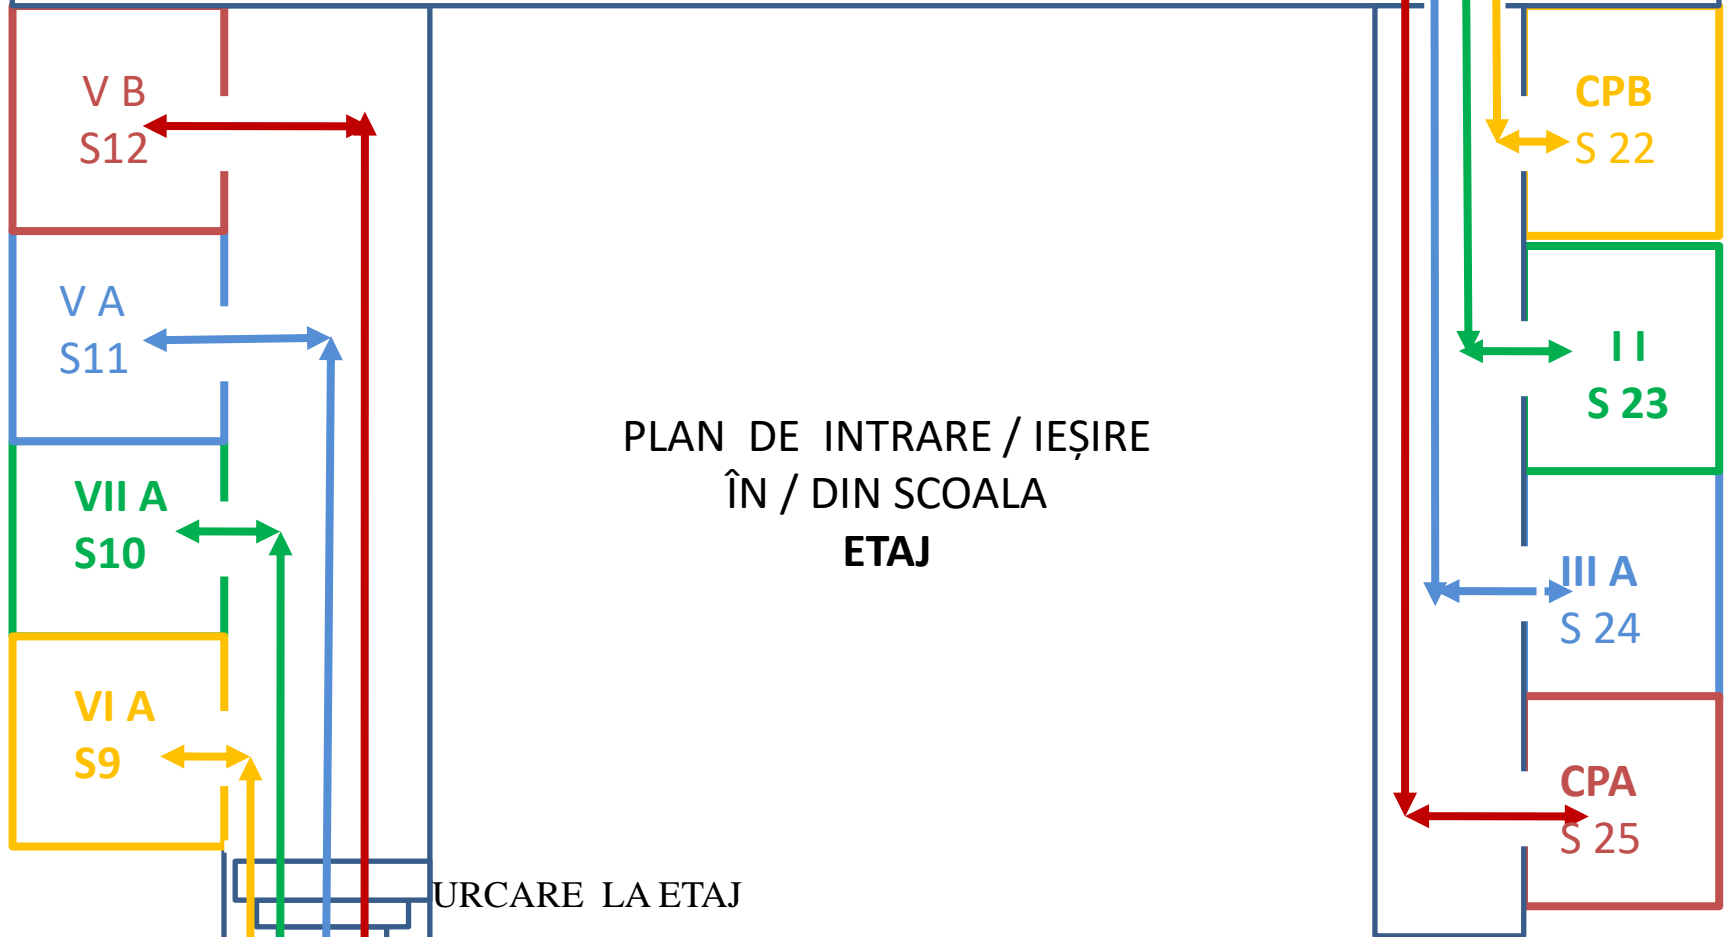 V B
S12
V A
S11
VII A
S10
VI A
S9
PLAN DE INTRARE / IEȘIRE
ÎN / DIN SCOALA
ETAJ
URCARE LA ETAJ
CPB
S 22
I I
S 23
III A
S 24
CPA
S 25